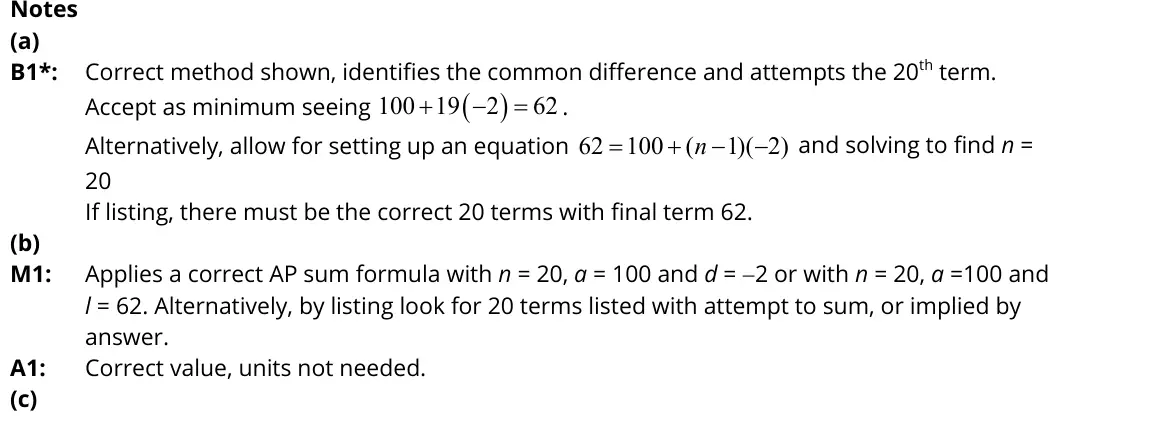 Notes
(a)
B1*: Correct method shown, identifies the common difference and attempts the 20th term.
Accept as minimum seeing 100+19(−2)=62.
Alternatively, allow for setting up an equation 62=100+(n−1)(−2) and solving to find n =
20
If listing, there must be the correct 20 terms with final term 62.
(b)
M1: Applies a correct AP sum formula with n = 20, a = 100 and d = –2 or with n = 20, a =100 and
l = 62. Alternatively, by listing look for 20 terms listed with attempt to sum, or implied by
answer.
A1: Correct value, units not needed.
(c)